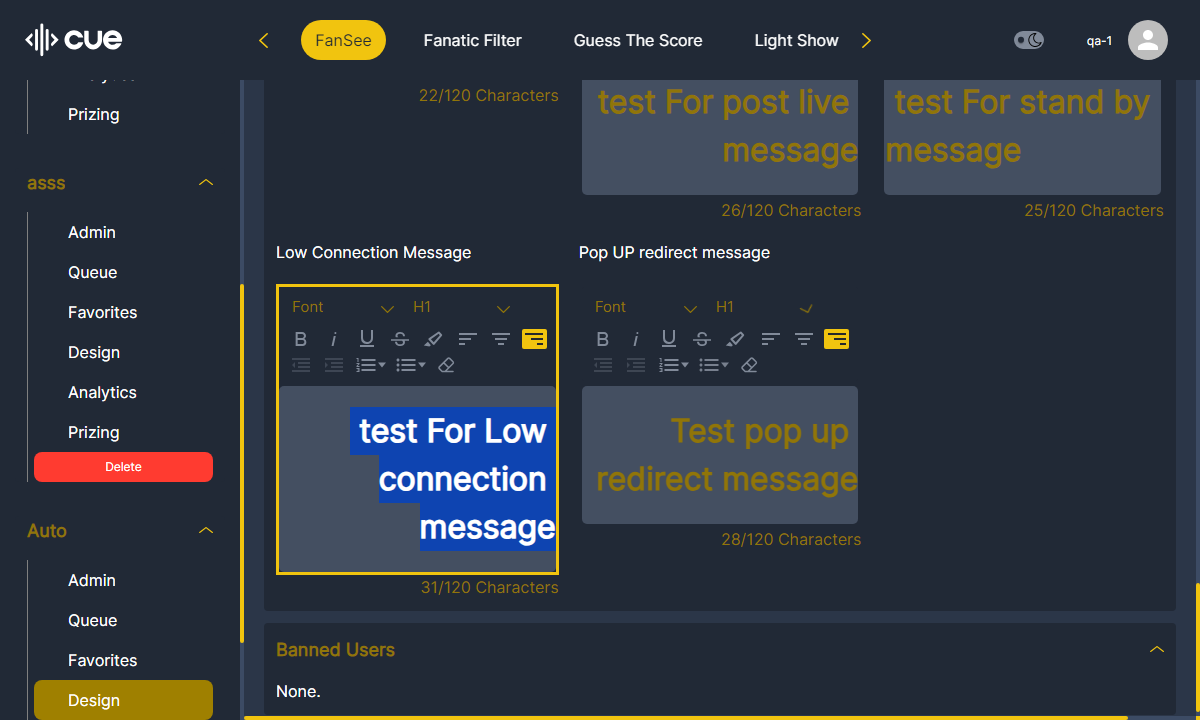 cue
FanSee
Fanatic Filter
Guess The Score
Light Show
qa-1
Prizing
asss
Admin
Queue
Favorites
Design
Analytics
Prizing
Delete
Auto
Admin
Queue
Favorites
Design
22/120 Characters
test For post live
message
26/120 Characters
test For stand by
message
25/120 Characters
Low Connection Message
Font
H1
B i U S
test For Low
connection
message
31/120 Characters
Pop UP redirect message
Font
H1
B i U S
Test pop up
redirect message
28/120 Characters
Banned Users
None.